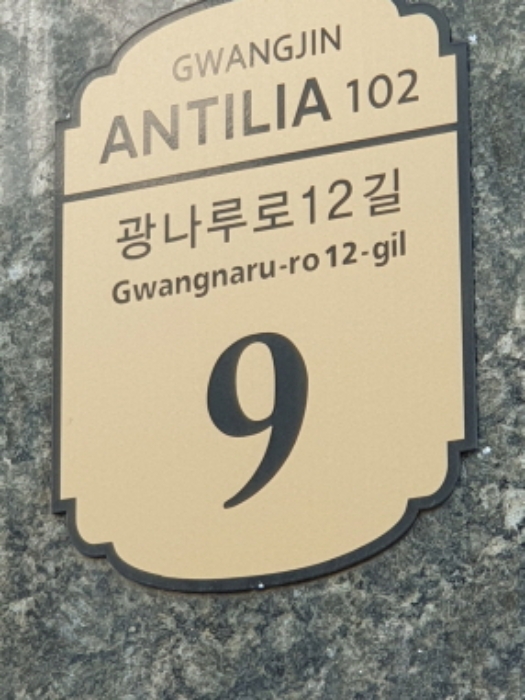 GWANGJIN
ANTILIA 102
광나루로12길
Gwangnaru-ro 12-gil
9